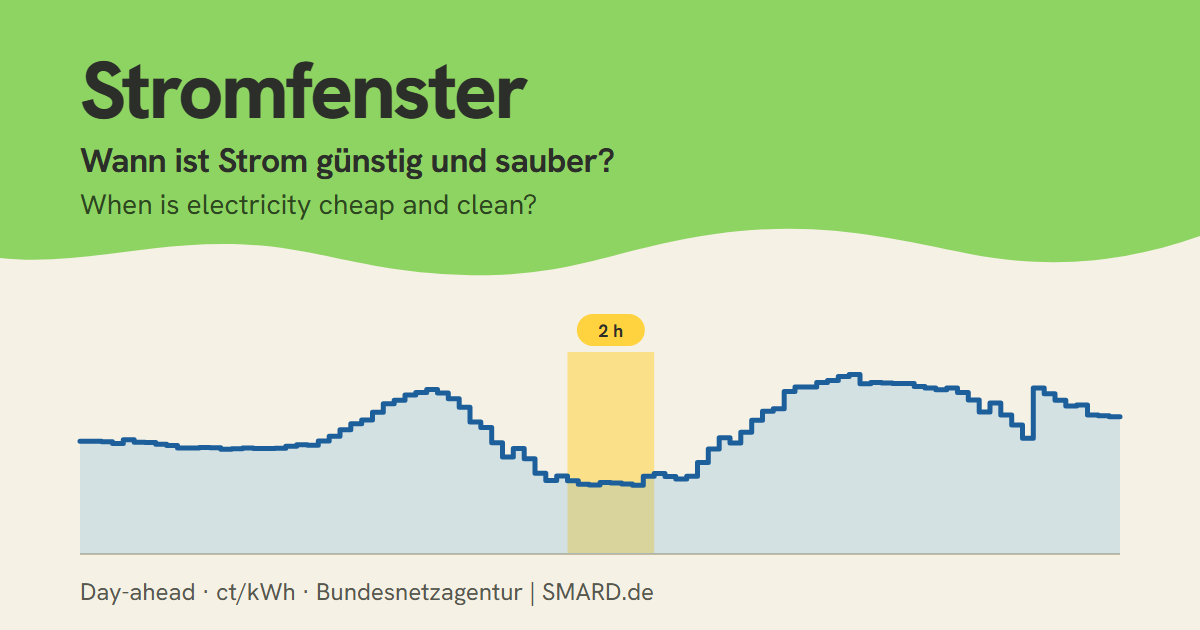 Stromfenster
Wann ist Strom günstig und sauber?
When is electricity cheap and clean?
2 h
Day-ahead · ct/kWh · Bundesnetzagentur | SMARD.de